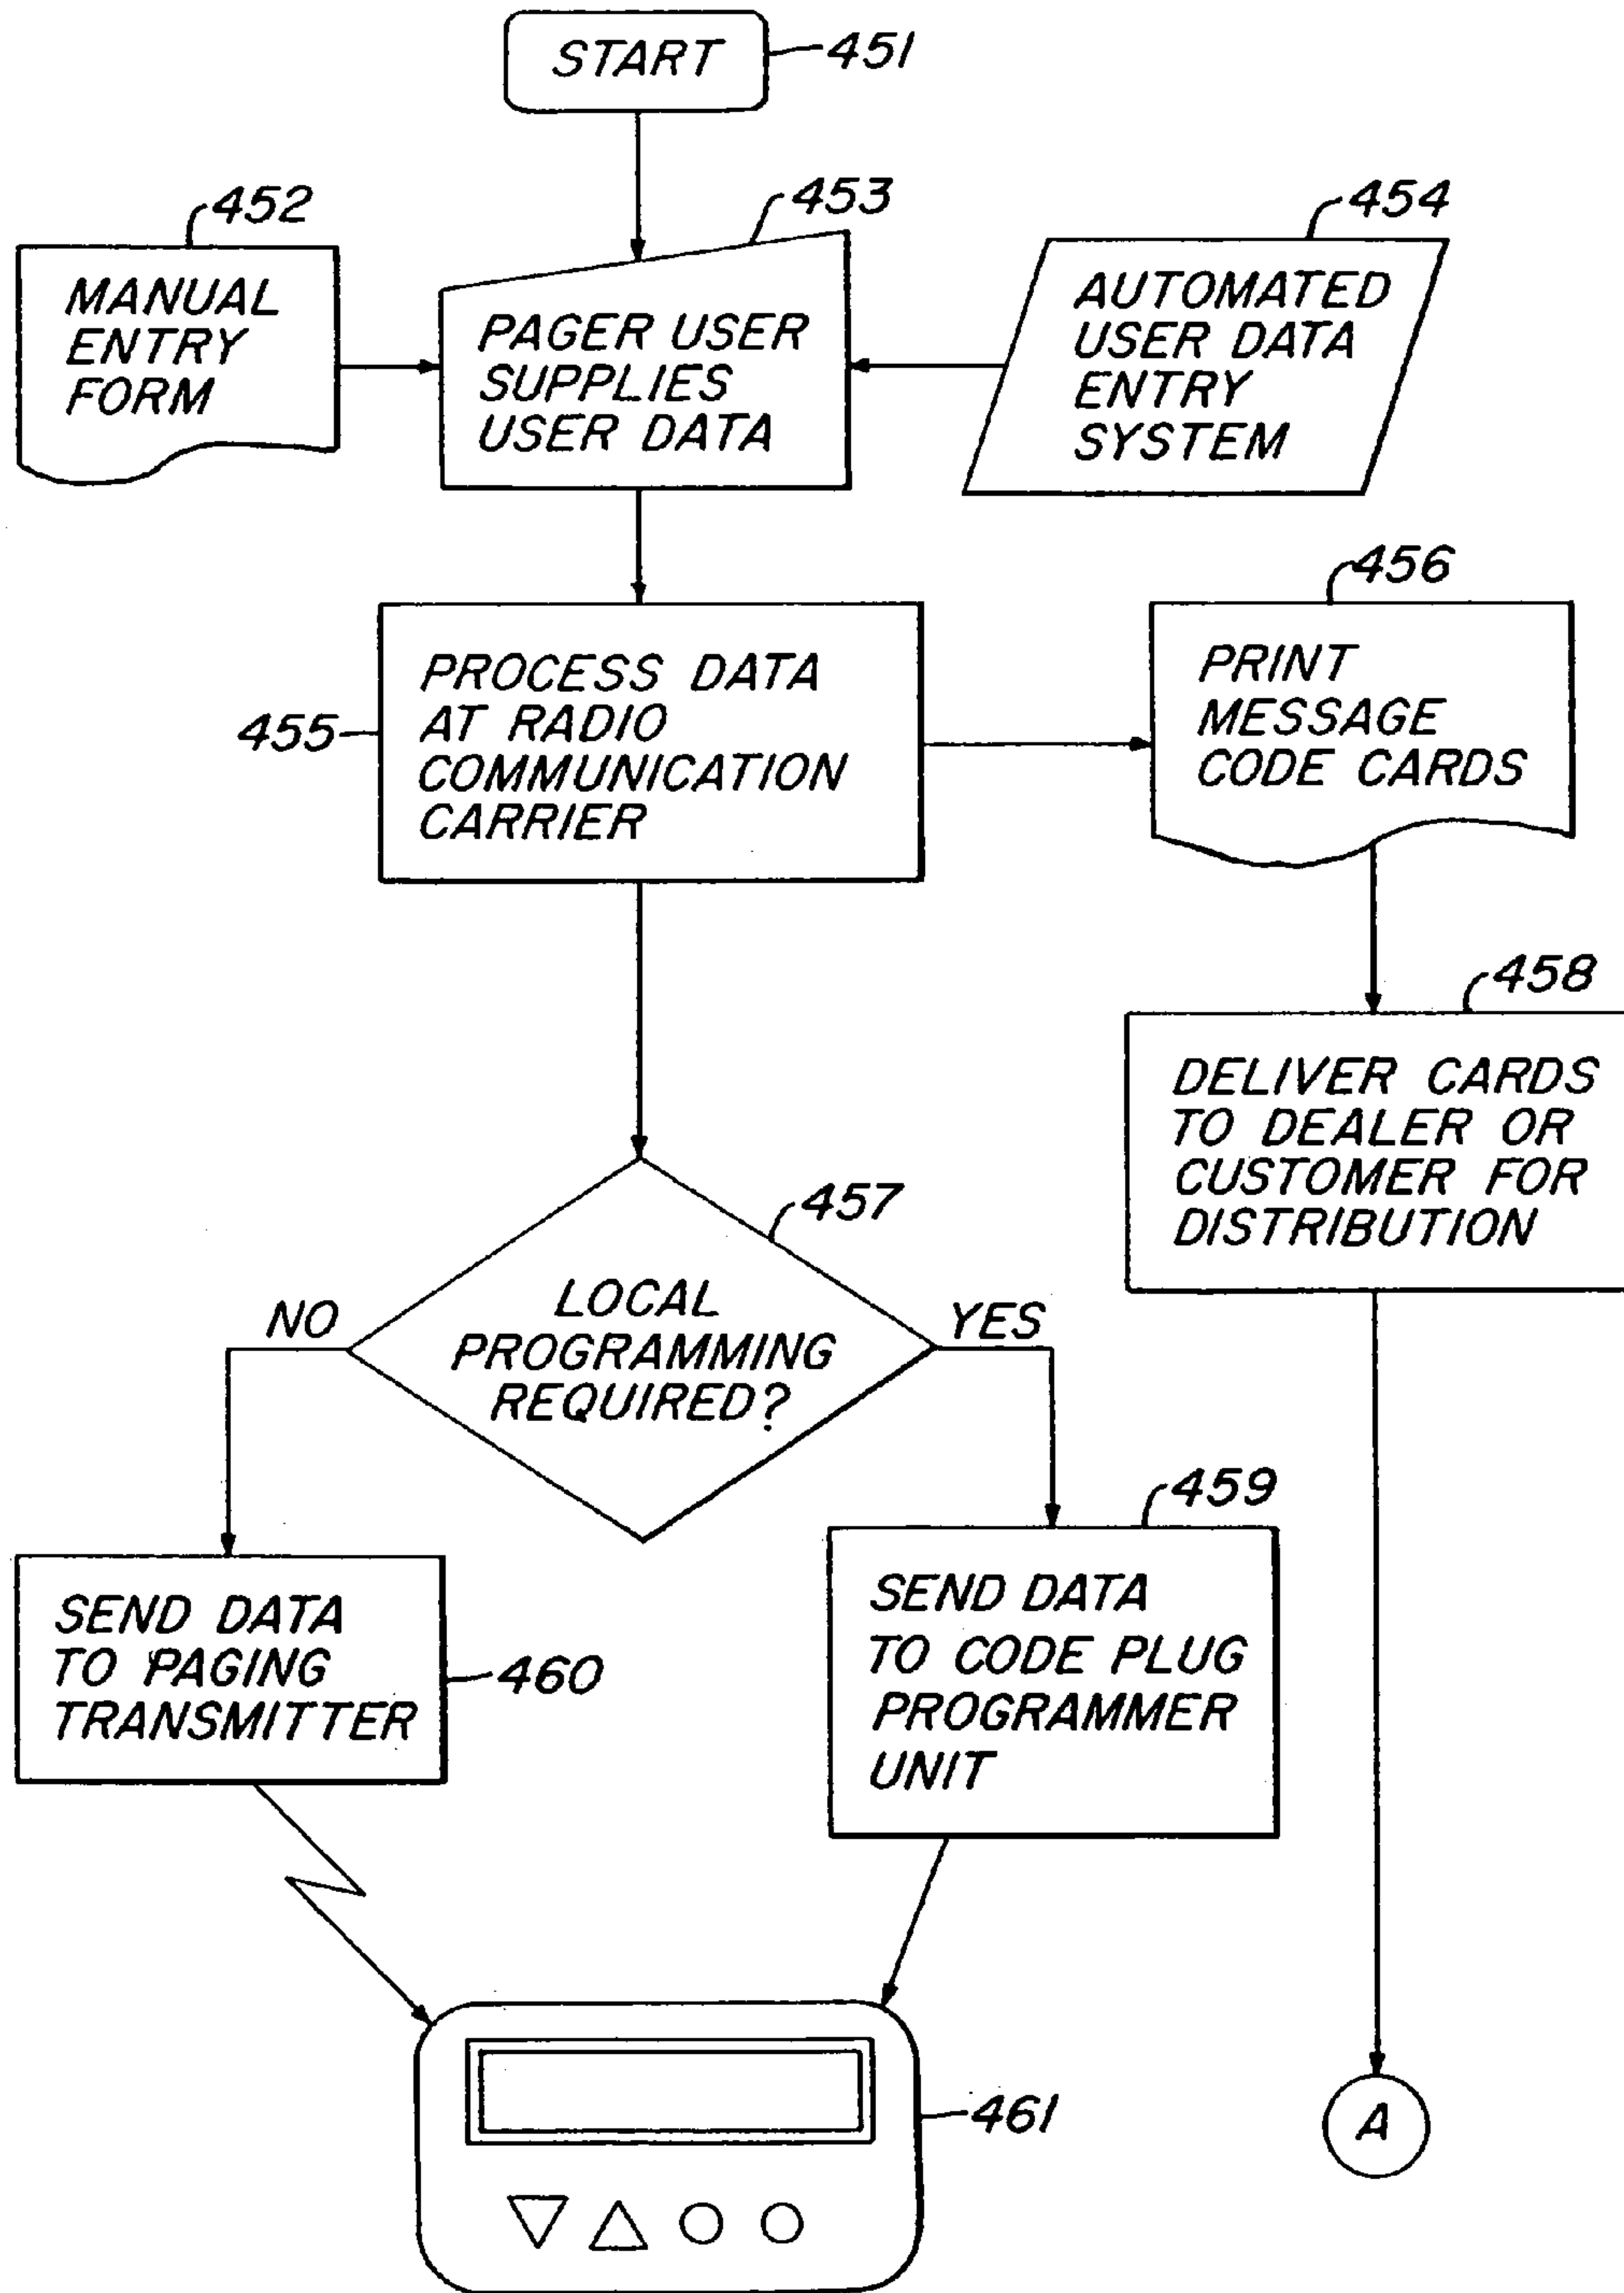 START
451
452
453
454
MANUAL
ENTRY
FORM
PAGER USER
SUPPLIES
USER DATA
AUTOMATED
USER DATA
ENTRY
SYSTEM
455
PROCESS DATA
AT RADIO
COMMUNICATION
CARRIER
456
PRINT
MESSAGE
CODE CARDS
458
DELIVER CARDS
TO DEALER OR
CUSTOMER FOR
DISTRIBUTION
457
LOCAL
PROGRAMMING
REQUIRED?
NO
YES
460
SEND DATA
TO PAGING
TRANSMITTER
459
SEND DATA
TO CODE PLUG
PROGRAMMER
UNIT
461
A